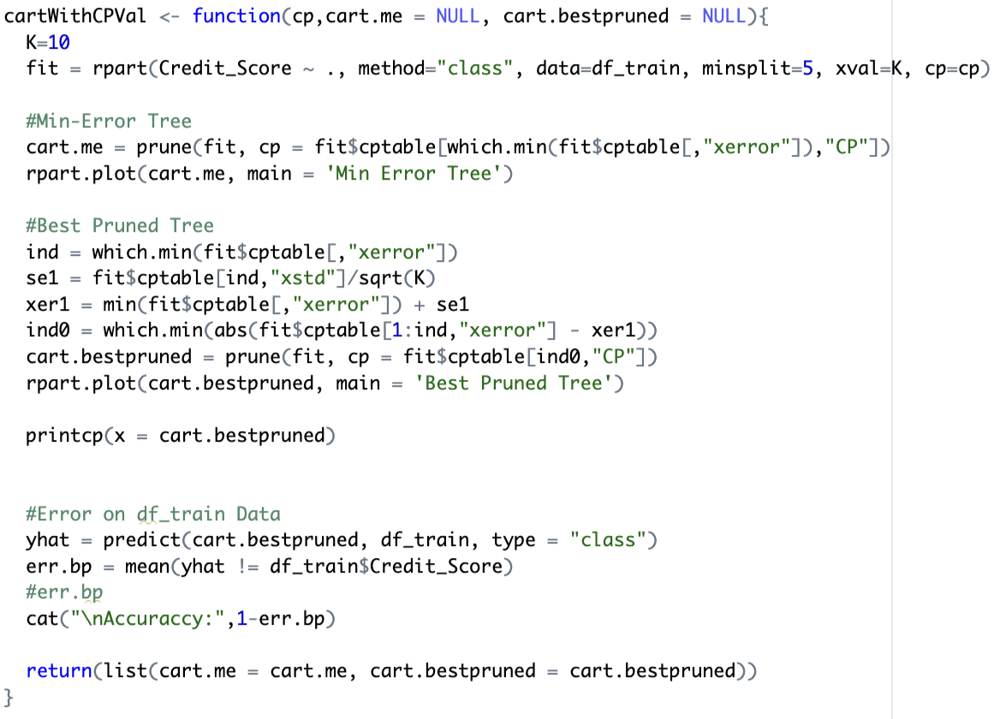 cartWithCPVal <- function(cp,cart.me = NULL, cart.bestpruned = NULL){
  K=10
  fit = rpart(Credit_Score ~ ., method="class", data=df_train, minsplit=5, xval=K, cp=cp)

  #Min-Error Tree
  cart.me = prune(fit, cp = fit$cptable[which.min(fit$cptable[,"xerror"]),"CP"])
  rpart.plot(cart.me, main = 'Min Error Tree')

  #Best Pruned Tree
  ind = which.min(fit$cptable[,"xerror"])
  se1 = fit$cptable[ind,"xstd"]/sqrt(K)
  xer1 = min(fit$cptable[,"xerror"]) + se1
  ind0 = which.min(abs(fit$cptable[1:ind,"xerror"] - xer1))
  cart.bestpruned = prune(fit, cp = fit$cptable[ind0,"CP"])
  rpart.plot(cart.bestpruned, main = 'Best Pruned Tree')

  printcp(x = cart.bestpruned)


  #Error on df_train Data
  yhat = predict(cart.bestpruned, df_train, type = "class")
  err.bp = mean(yhat != df_train$Credit_Score)
  #err.bp
  cat("\nAccuraccy:",1-err.bp)

  return(list(cart.me = cart.me, cart.bestpruned = cart.bestpruned))
}